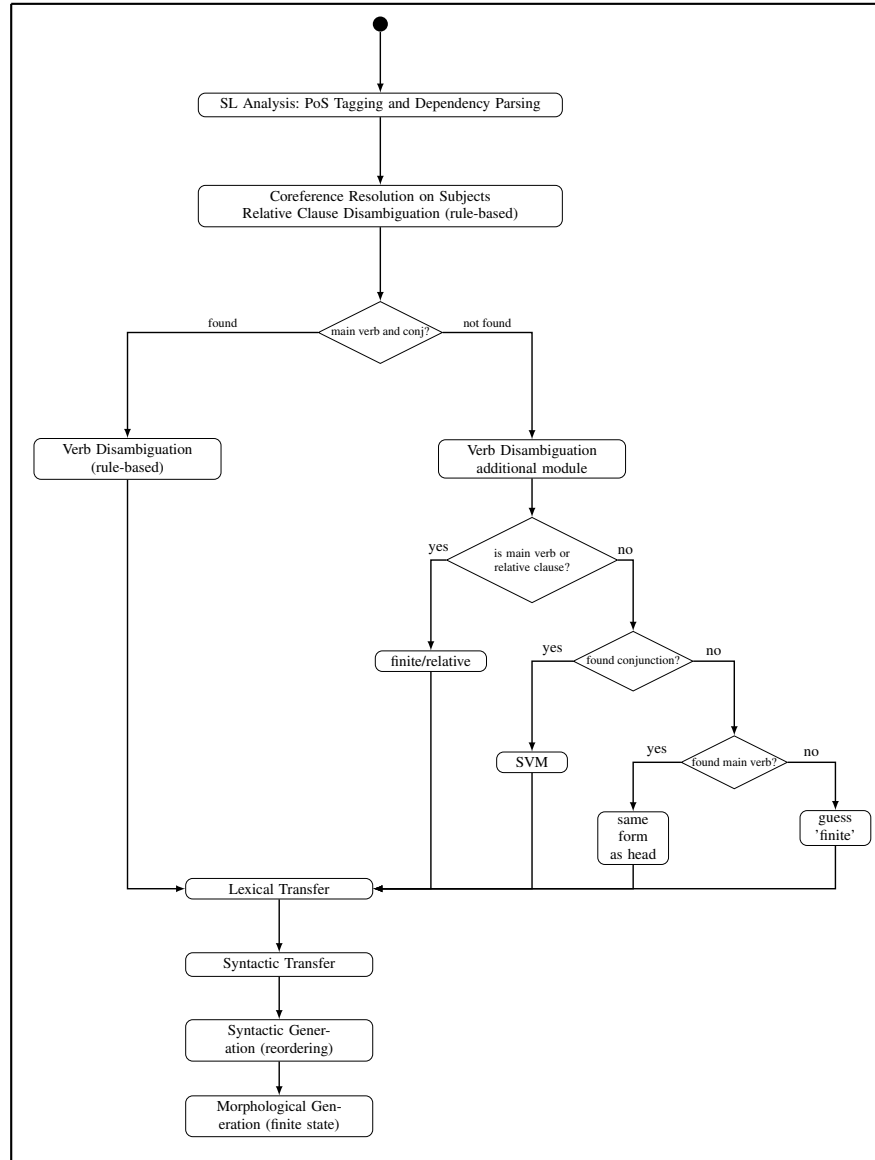 SL Analysis: PoS Tagging and Dependency Parsing
Coreference Resolution on Subjects
Relative Clause Disambiguation (rule-based)
found
main verb and conj?
not found
Verb Disambiguation
(rule-based)
Verb Disambiguation
additional module
yes
is main verb or
relative clause?
no
finite/relative
yes
found conjunction?
no
SVM
yes
found main verb?
no
same
form
as head
guess
'finite'
Lexical Transfer
Syntactic Transfer
Syntactic Gener-
ation (reordering)
Morphological Gen-
eration (finite state)